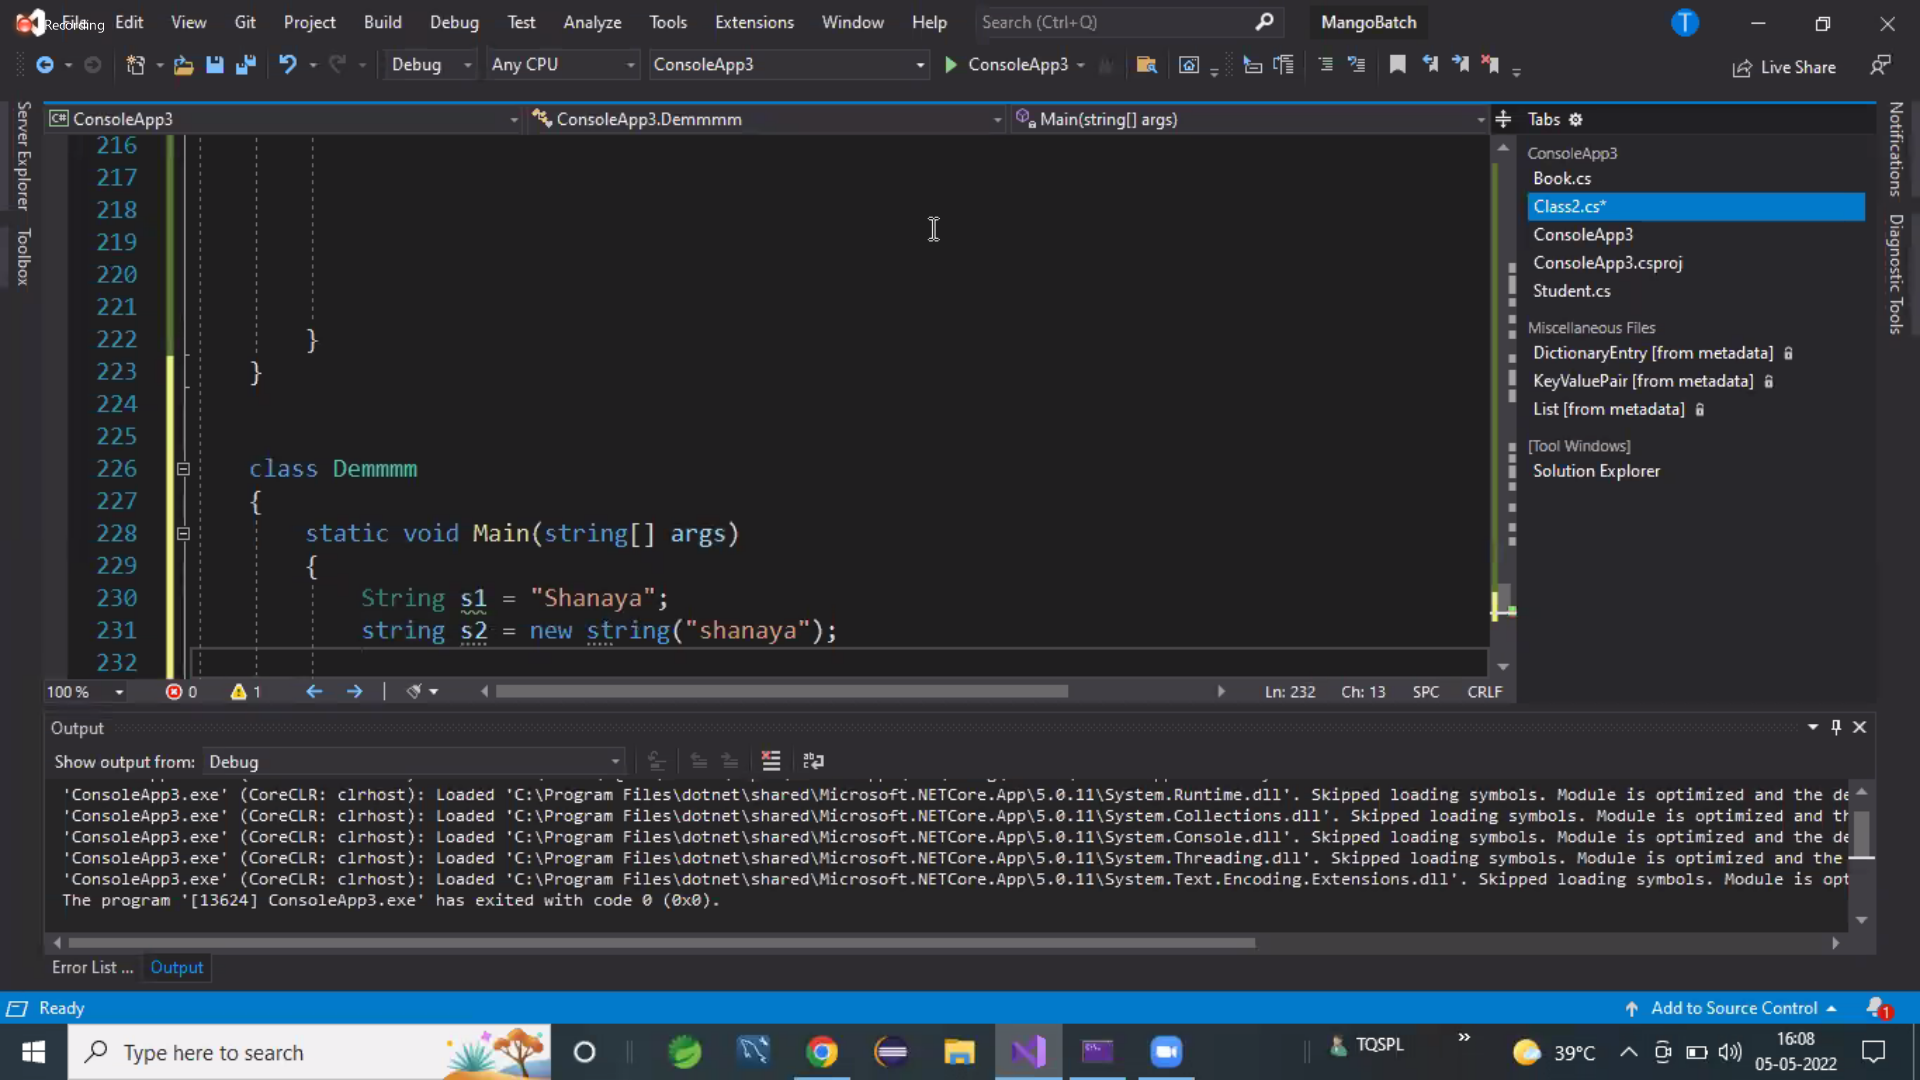 Recording
File Edit View Git Project Build Debug Test Analyze Tools Extensions Window Help Search (Ctrl+Q) MangoBatch T
Debug Any CPU ConsoleApp3 ConsoleApp3 Live Share
C# ConsoleApp3 ConsoleApp3.Demmmm Main(string[] args) Tabs
Server Explorer
Toolbox
216
217
218
219
220
221
222 }
223 }
224
225
226 class Demmmm
227 {
228 static void Main(string[] args)
229 {
230 String s1 = "Shanaya";
231 string s2 = new string("shanaya");
232
ConsoleApp3
Book.cs
Class2.cs*
ConsoleApp3
ConsoleApp3.csproj
Student.cs
Miscellaneous Files
DictionaryEntry [from metadata]
KeyValuePair [from metadata]
List [from metadata]
[Tool Windows]
Solution Explorer
Notifications
Diagnostic Tools
100 % 0 1 Ln: 232 Ch: 13 SPC CRLF
Output
Show output from: Debug
'ConsoleApp3.exe' (CoreCLR: clrhost): Loaded 'C:\Program Files\dotnet\shared\Microsoft.NETCore.App\5.0.11\System.Runtime.dll'. Skipped loading symbols. Module is optimized and the de
'ConsoleApp3.exe' (CoreCLR: clrhost): Loaded 'C:\Program Files\dotnet\shared\Microsoft.NETCore.App\5.0.11\System.Collections.dll'. Skipped loading symbols. Module is optimized and th
'ConsoleApp3.exe' (CoreCLR: clrhost): Loaded 'C:\Program Files\dotnet\shared\Microsoft.NETCore.App\5.0.11\System.Console.dll'. Skipped loading symbols. Module is optimized and the de
'ConsoleApp3.exe' (CoreCLR: clrhost): Loaded 'C:\Program Files\dotnet\shared\Microsoft.NETCore.App\5.0.11\System.Threading.dll'. Skipped loading symbols. Module is optimized and the
'ConsoleApp3.exe' (CoreCLR: clrhost): Loaded 'C:\Program Files\dotnet\shared\Microsoft.NETCore.App\5.0.11\System.Text.Encoding.Extensions.dll'. Skipped loading symbols. Module is opt
The program '[13624] ConsoleApp3.exe' has exited with code 0 (0x0).
Error List ... Output
Ready Add to Source Control 1
Type here to search TQSPL 39°C 16:08
05-05-2022